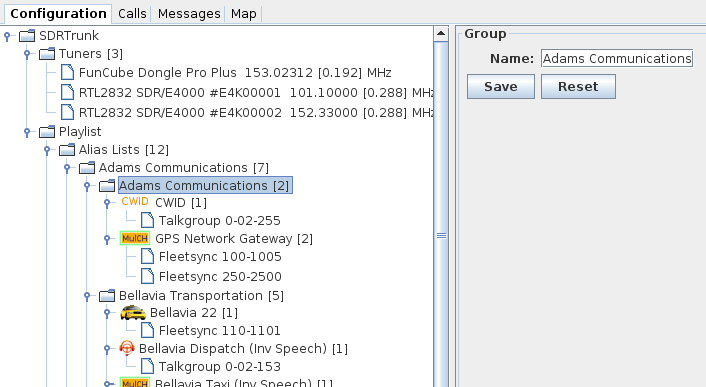 Configuration Calls Messages Map
SDRTrunk
Tuners [3]
FunCube Dongle Pro Plus 153.02312 [0.192] MHz
RTL2832 SDR/E4000 #E4K00001 101.10000 [0.288] MHz
RTL2832 SDR/E4000 #E4K00002 152.33000 [0.288] MHz
Playlist
Alias Lists [12]
Adams Communications [7]
Adams Communications [2]
CWID CWID [1]
Talkgroup 0-02-255
MulCH GPS Network Gateway [2]
Fleetsync 100-1005
Fleetsync 250-2500
Bellavia Transportation [5]
Bellavia 22 [1]
Fleetsync 110-1101
Bellavia Dispatch (Inv Speech) [1]
Talkgroup 0-02-153
MulCH Bellavia Taxi (Inv Speech) [1]
Group
Name: Adams Communications
Save Reset